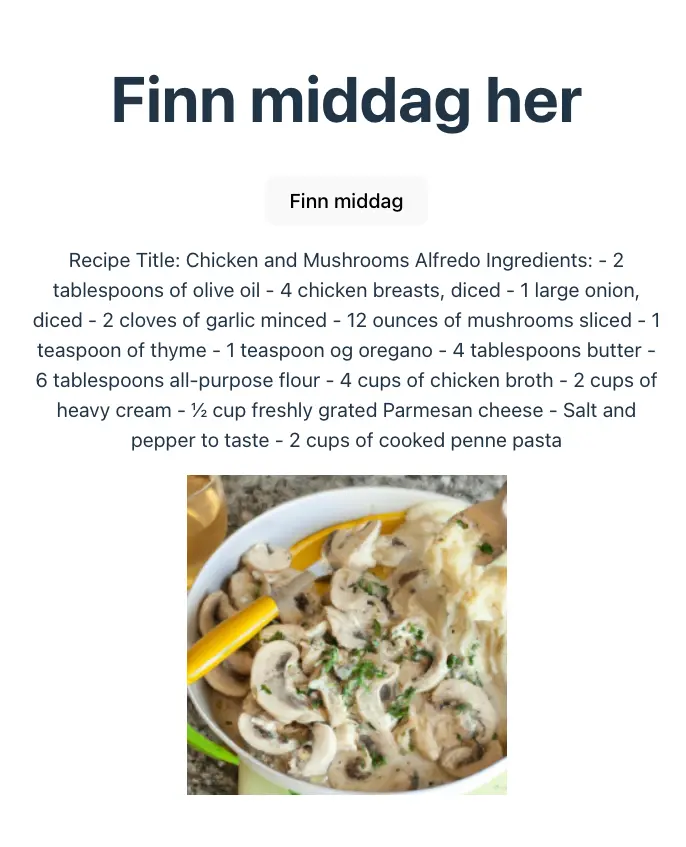 Finn middag her
Finn middag
Recipe Title: Chicken and Mushrooms Alfredo Ingredients: - 2
tablespoons of olive oil - 4 chicken breasts, diced - 1 large onion,
diced - 2 cloves of garlic minced - 12 ounces of mushrooms sliced - 1
teaspoon of thyme - 1 teaspoon og oregano - 4 tablespoons butter -
6 tablespoons all-purpose flour - 4 cups of chicken broth - 2 cups of
heavy cream - ½ cup freshly grated Parmesan cheese - Salt and
pepper to taste - 2 cups of cooked penne pasta